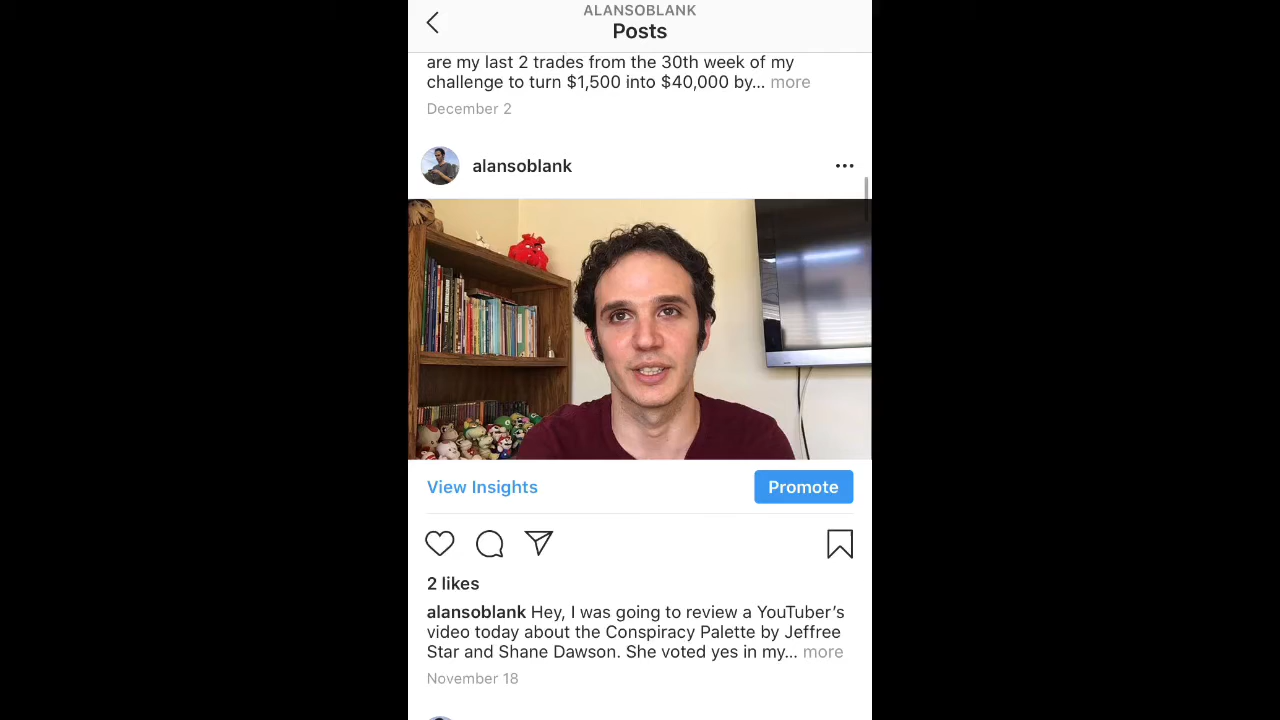 ALANSOBLANK
Posts
are my last 2 trades from the 30th week of my
challenge to turn $1,500 into $40,000 by... more
December 2
alansoblank
View Insights
Promote
2 likes
alansoblank Hey, I was going to review a YouTuber’s
video today about the Conspiracy Palette by Jeffree
Star and Shane Dawson. She voted yes in my... more
November 18